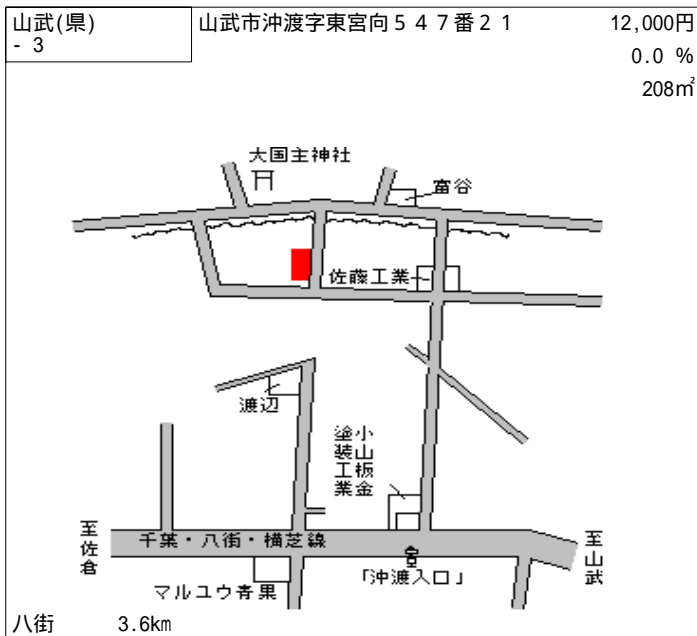 山武(県)
- 3
山武市沖渡字東宮向５４７番２１
12,000円
0.0 %
208㎡
大国主神社
富谷
佐藤工業
渡辺
小山板金
塗装工業
至佐倉
千葉・八街・横芝線
至山武
「沖渡入口」
マルユウ青果
八街 3.6km